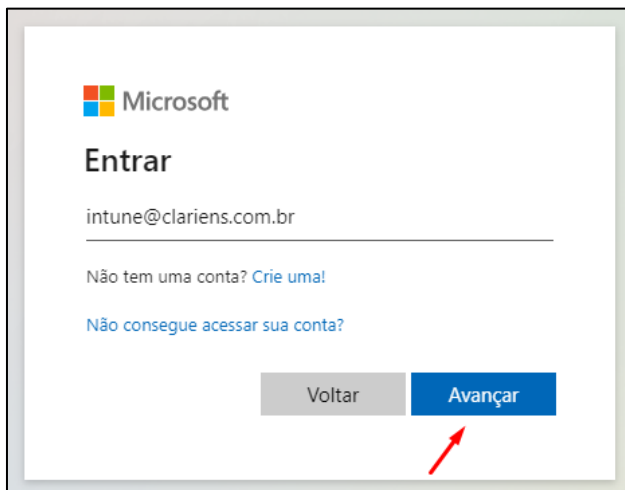 Microsoft
Entrar
intune@clariens.com.br
Não tem uma conta? Crie uma!
Não consegue acessar sua conta?
Voltar Avançar